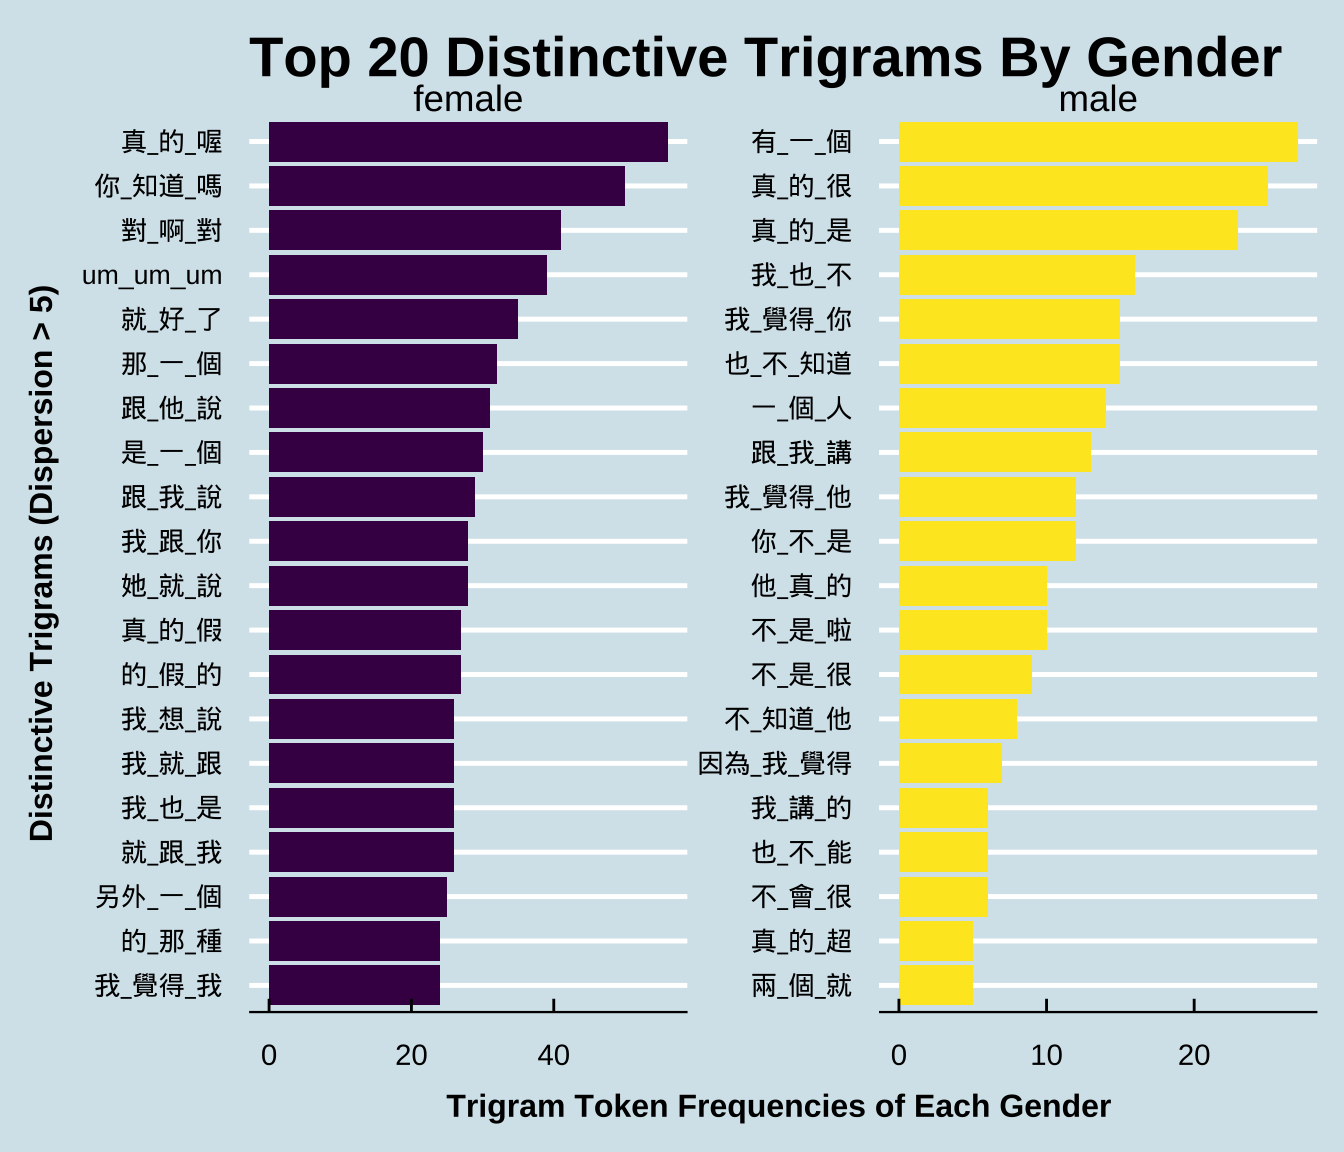 Top 20 Distinctive Trigrams By Gender
female
male
Distinctive Trigrams (Dispersion > 5)
真_的_喔
你_知道_嗎
對_啊_對
um_um_um
就_好_了
那_一_個
跟_他_說
是_一_個
跟_我_說
我_跟_你
她_就_說
真_的_假
的_假_的
我_想_說
我_就_跟
我_也_是
就_跟_我
另外_一_個
的_那_種
我_覺得_我
0 20 40
有_一_個
真_的_很
真_的_是
我_也_不
我_覺得_你
也_不_知道
一_個_人
跟_我_講
我_覺得_他
你_不_是
他_真_的
不_是_啦
不_是_很
不_知道_他
因為_我_覺得
我_講_的
也_不_能
不_會_很
真_的_超
兩_個_就
0 10 20
Trigram Token Frequencies of Each Gender